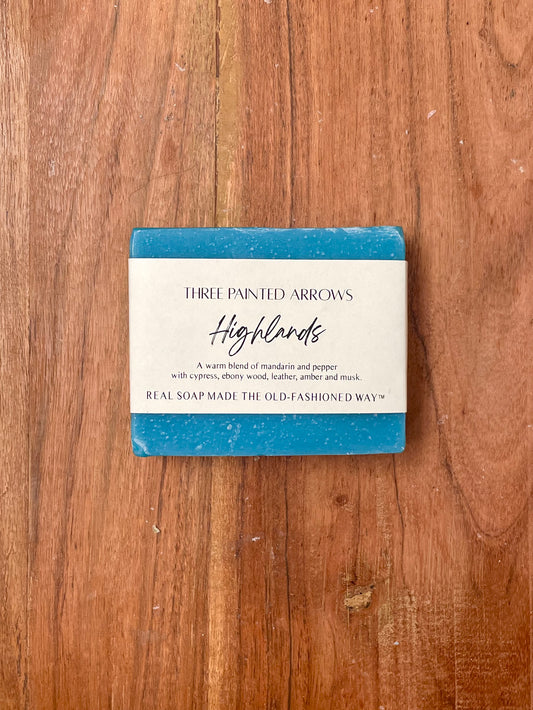 THREE PAINTED ARROWS
Highlands
A warm blend of mandarin and pepper
with cypress, ebony wood, leather, amber and musk.
REAL SOAP MADE THE OLD-FASHIONED WAY™